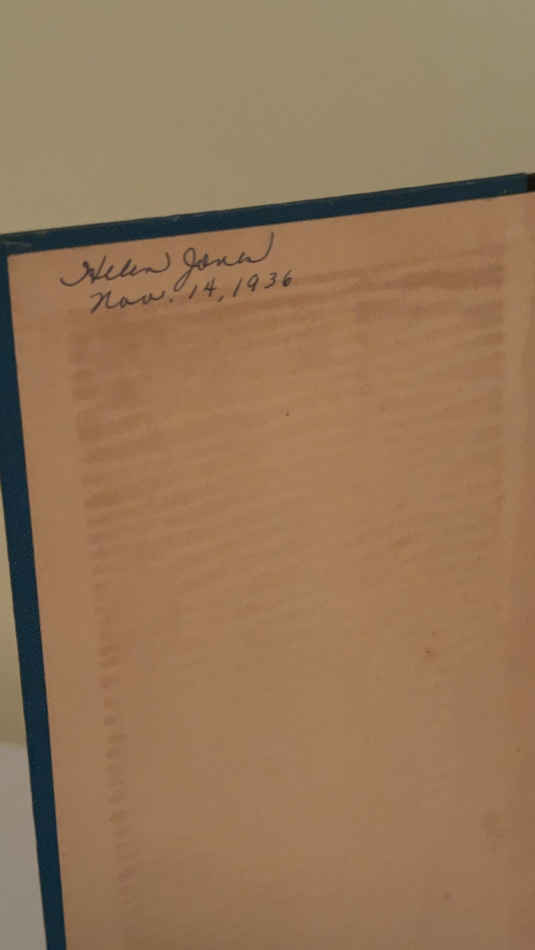 Helen Jones
Nov. 14, 1936